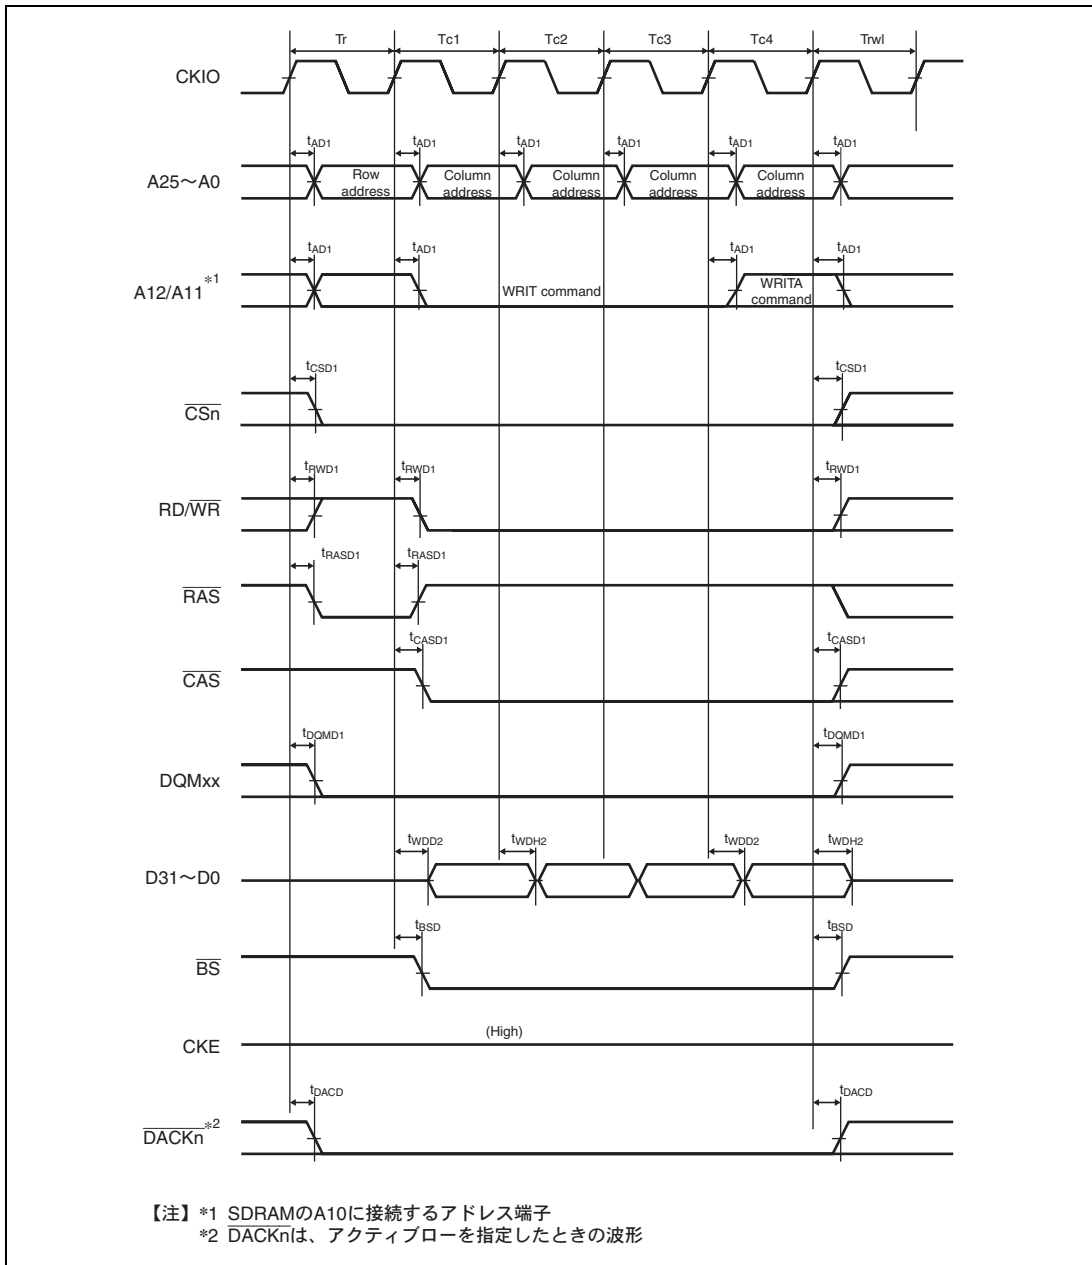 Tr Tc1 Tc2 Tc3 Tc4 Trwl
CKIO
tAD1 tAD1 tAD1 tAD1 tAD1 tAD1
A25～A0
Row address Column address Column address Column address Column address
tAD1 tAD1 tAD1 tAD1
A12/A11*1
WRIT command
WRITA command
tCSD1 tCSD1
CSn
tRWD1 tRWD1 tRWD1
RD/WR
tRASD1 tRASD1
RAS
tCASD1 tCASD1
CAS
tDQMD1 tDQMD1
DQMxx
tWDD2 tWDH2 tWDD2 tWDH2
D31～D0
tBSD tBSD
BS
(High)
CKE
tDACD tDACD
DACKn*2
【注】*1 SDRAMのA10に接続するアドレス端子
*2 DACKnは、アクティブローを指定したときの波形